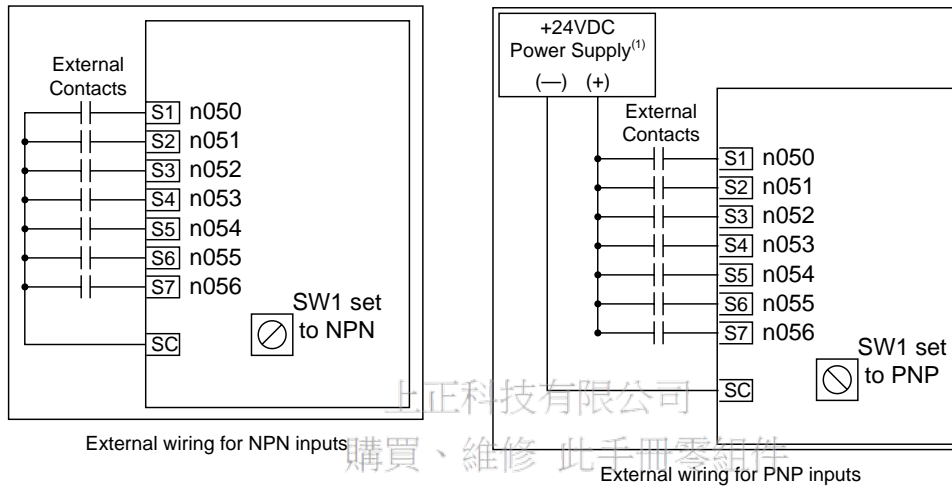 External
Contacts
S1 n050
S2 n051
S3 n052
S4 n053
S5 n054
S6 n055
S7 n056
SW1 set
to NPN
SC
External wiring for NPN inputs
+24VDC
Power Supply(1)
(—) (+)
External
Contacts
S1 n050
S2 n051
S3 n052
S4 n053
S5 n054
S6 n055
S7 n056
SW1 set
to PNP
SC
External wiring for PNP inputs
上正科技有限公司
購買、維修 此手冊零組件